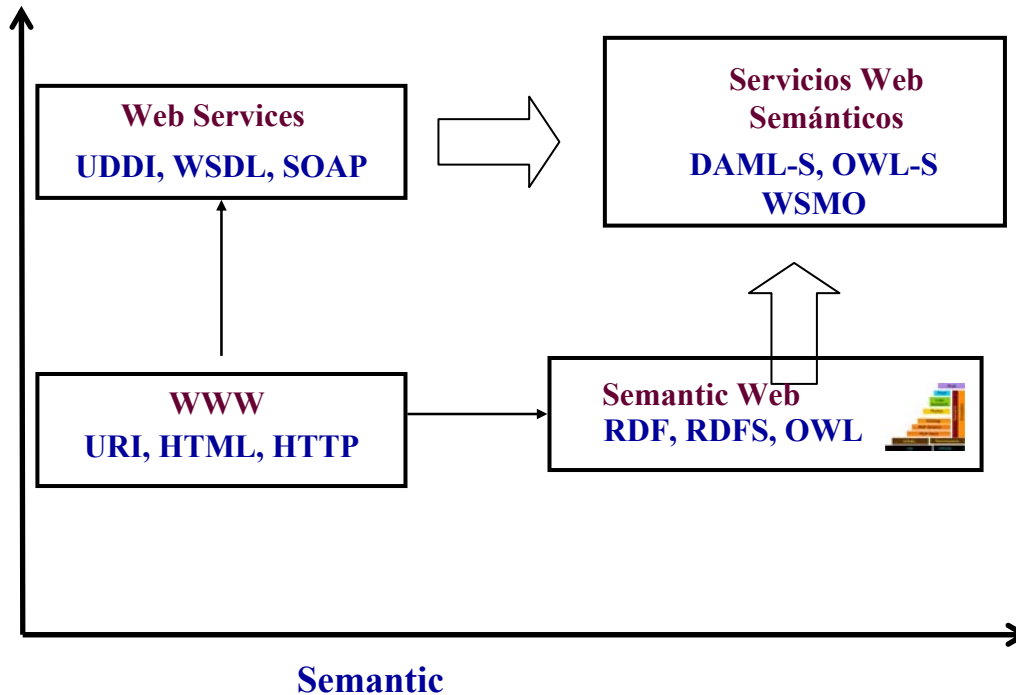 Web Services
UDDI, WSDL, SOAP
Servicios Web
Semánticos
DAML-S, OWL-S
WSMO
WWW
URI, HTML, HTTP
Semantic Web
RDF, RDFS, OWL
Semantic